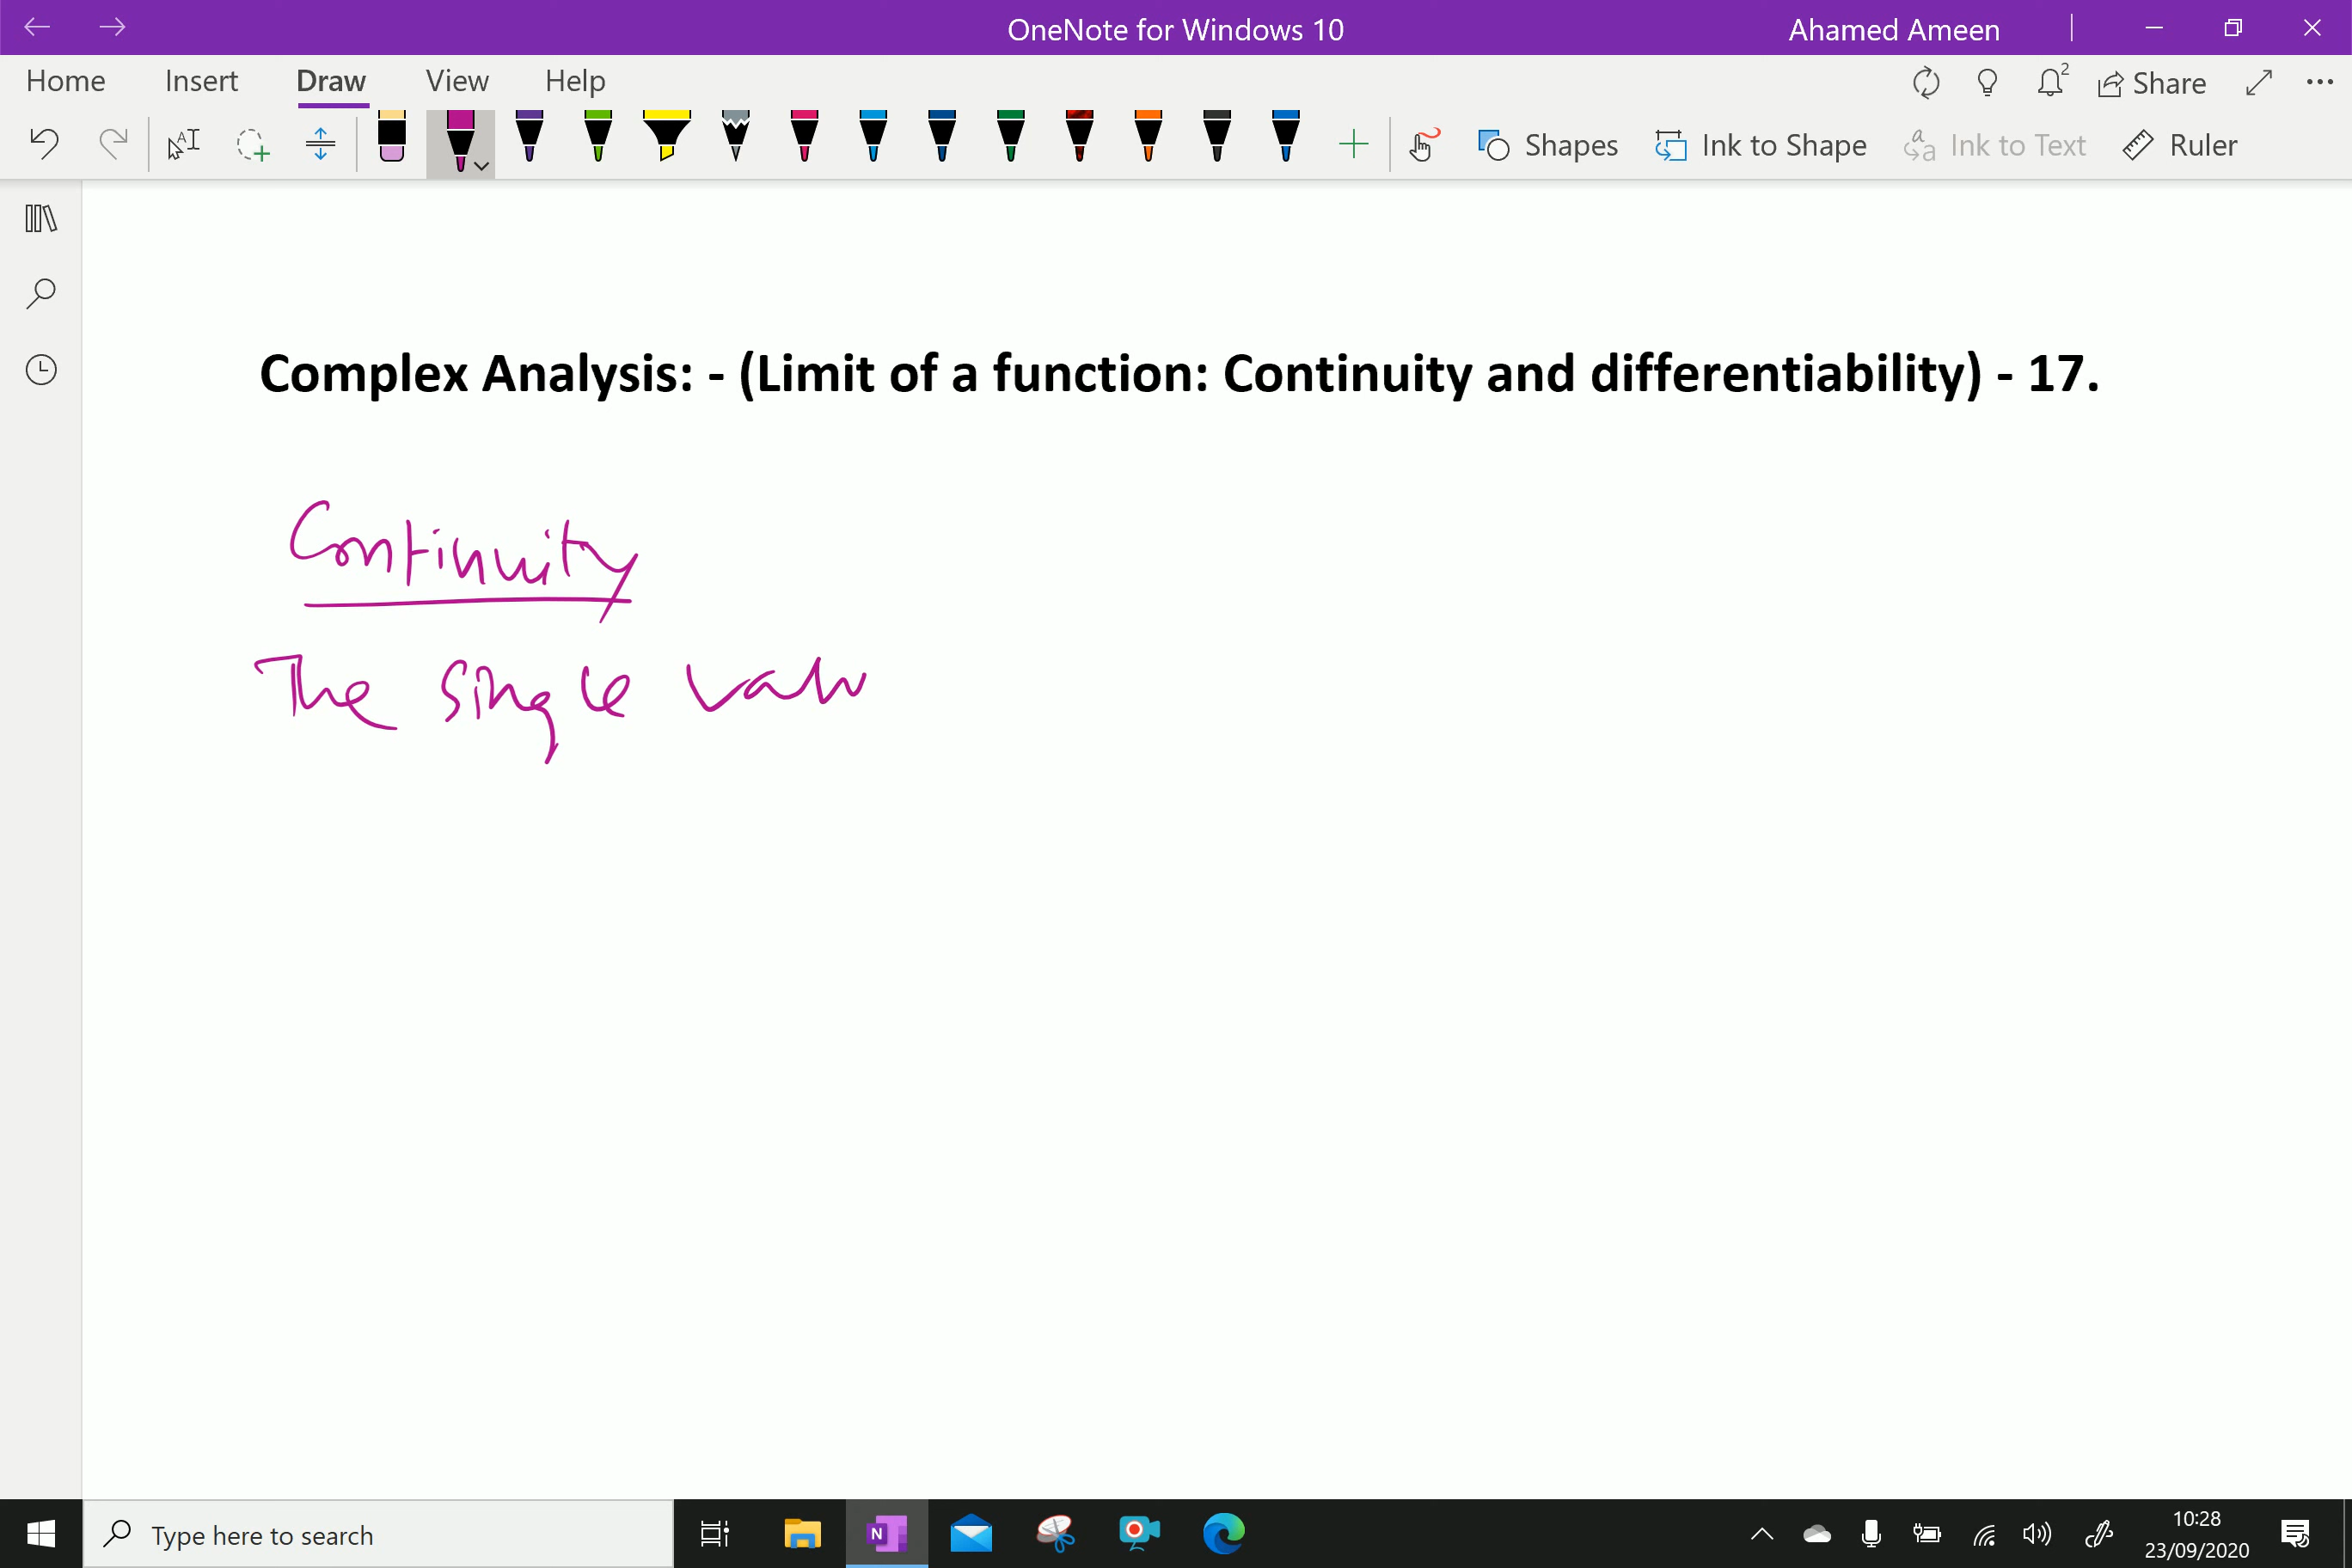 OneNote for Windows 10
Ahamed Ameen
Home Insert Draw View Help
2 Share
Shapes Ink to Shape Ink to Text Ruler
Complex Analysis: - (Limit of a function: Continuity and differentiability) - 17.
Continuity
The single valu
Type here to search
10:28
23/09/2020